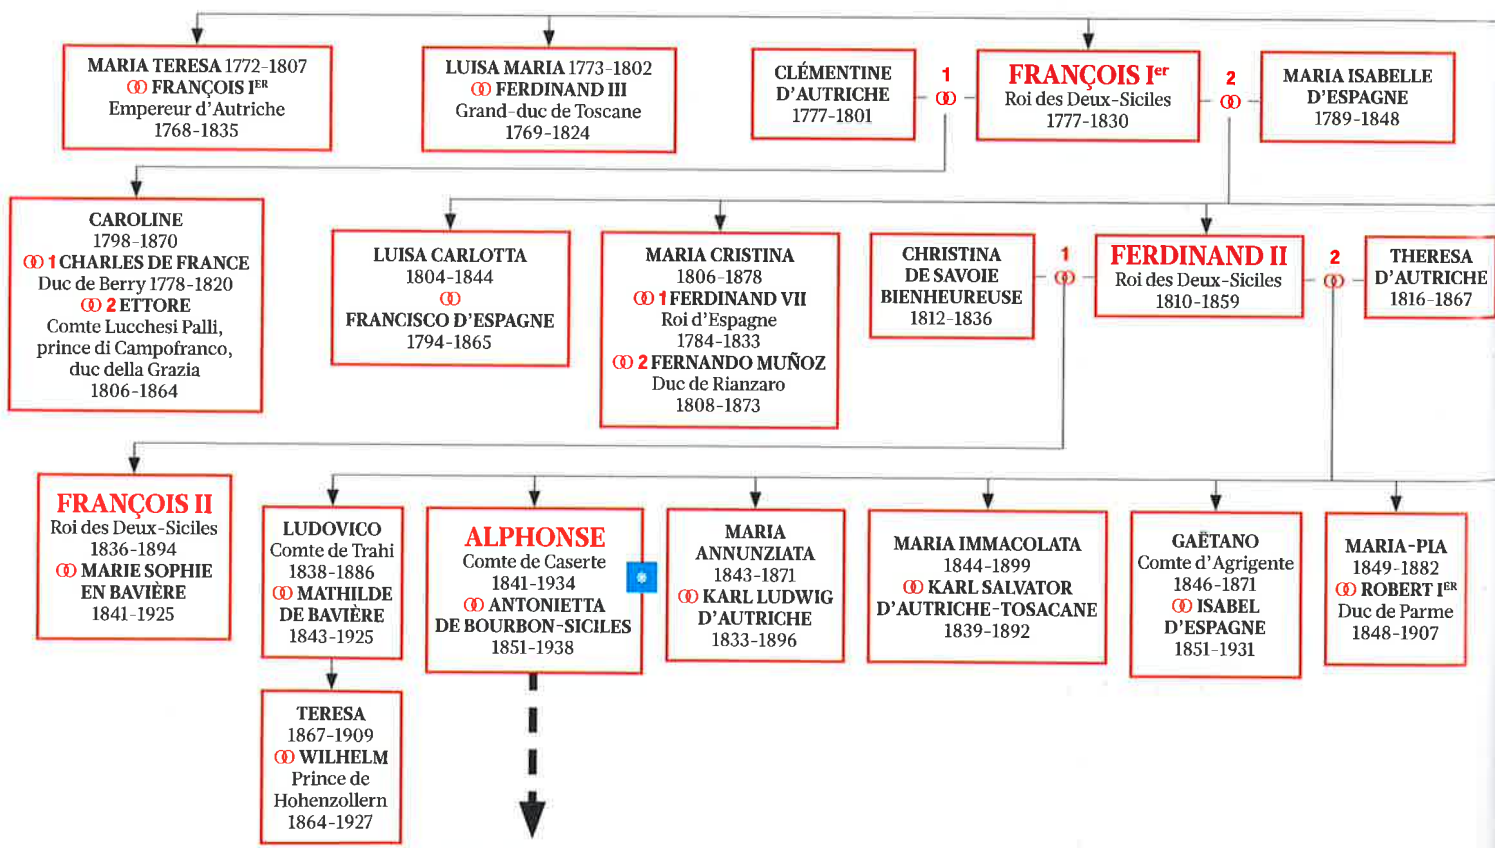 MARIA TERESA 1772-1807
FRANÇOIS IER
Empereur d'Autriche
1768-1835
LUISA MARIA 1773-1802
FERDINAND III
Grand-duc de Toscane
1769-1824
CLÉMENTINE
D'AUTRICHE
1777-1801
1
FRANÇOIS Ier
Roi des Deux-Siciles
1777-1830
2
MARIA ISABELLE
D'ESPAGNE
1789-1848
CAROLINE
1798-1870
1 CHARLES DE FRANCE
Duc de Berry 1778-1820
2 ETTORE
Comte Lucchesi Palli,
prince di Campofranco,
duc della Grazia
1806-1864
LUISA CARLOTTA
1804-1844
FRANCISCO D'ESPAGNE
1794-1865
MARIA CRISTINA
1806-1878
1 FERDINAND VII
Roi d'Espagne
1784-1833
2 FERNANDO MUÑOZ
Duc de Rianzaro
1808-1873
CHRISTINA
DE SAVOIE
BIENHEUREUSE
1812-1836
1
FERDINAND II
Roi des Deux-Siciles
1810-1859
2
THERESA
D'AUTRICHE
1816-1867
FRANÇOIS II
Roi des Deux-Siciles
1836-1894
MARIE SOPHIE
EN BAVIÈRE
1841-1925
LUDOVICO
Comte de Trahi
1838-1886
MATHILDE
DE BAVIÈRE
1843-1925
ALPHONSE
Comte de Caserte
1841-1934
ANTONIETTA
DE BOURBON-SICILES
1851-1938
MARIA
ANNUNZIATA
1843-1871
KARL LUDWIG
D'AUTRICHE
1833-1896
MARIA IMMACOLATA
1844-1899
KARL SALVATOR
D'AUTRICHE-TOSACANE
1839-1892
GAËTANO
Comte d'Agrigente
1846-1871
ISABEL
D'ESPAGNE
1851-1931
MARIA-PIA
1849-1882
ROBERT IER
Duc de Parme
1848-1907
TERESA
1867-1909
WILHELM
Prince de
Hohenzollern
1864-1927